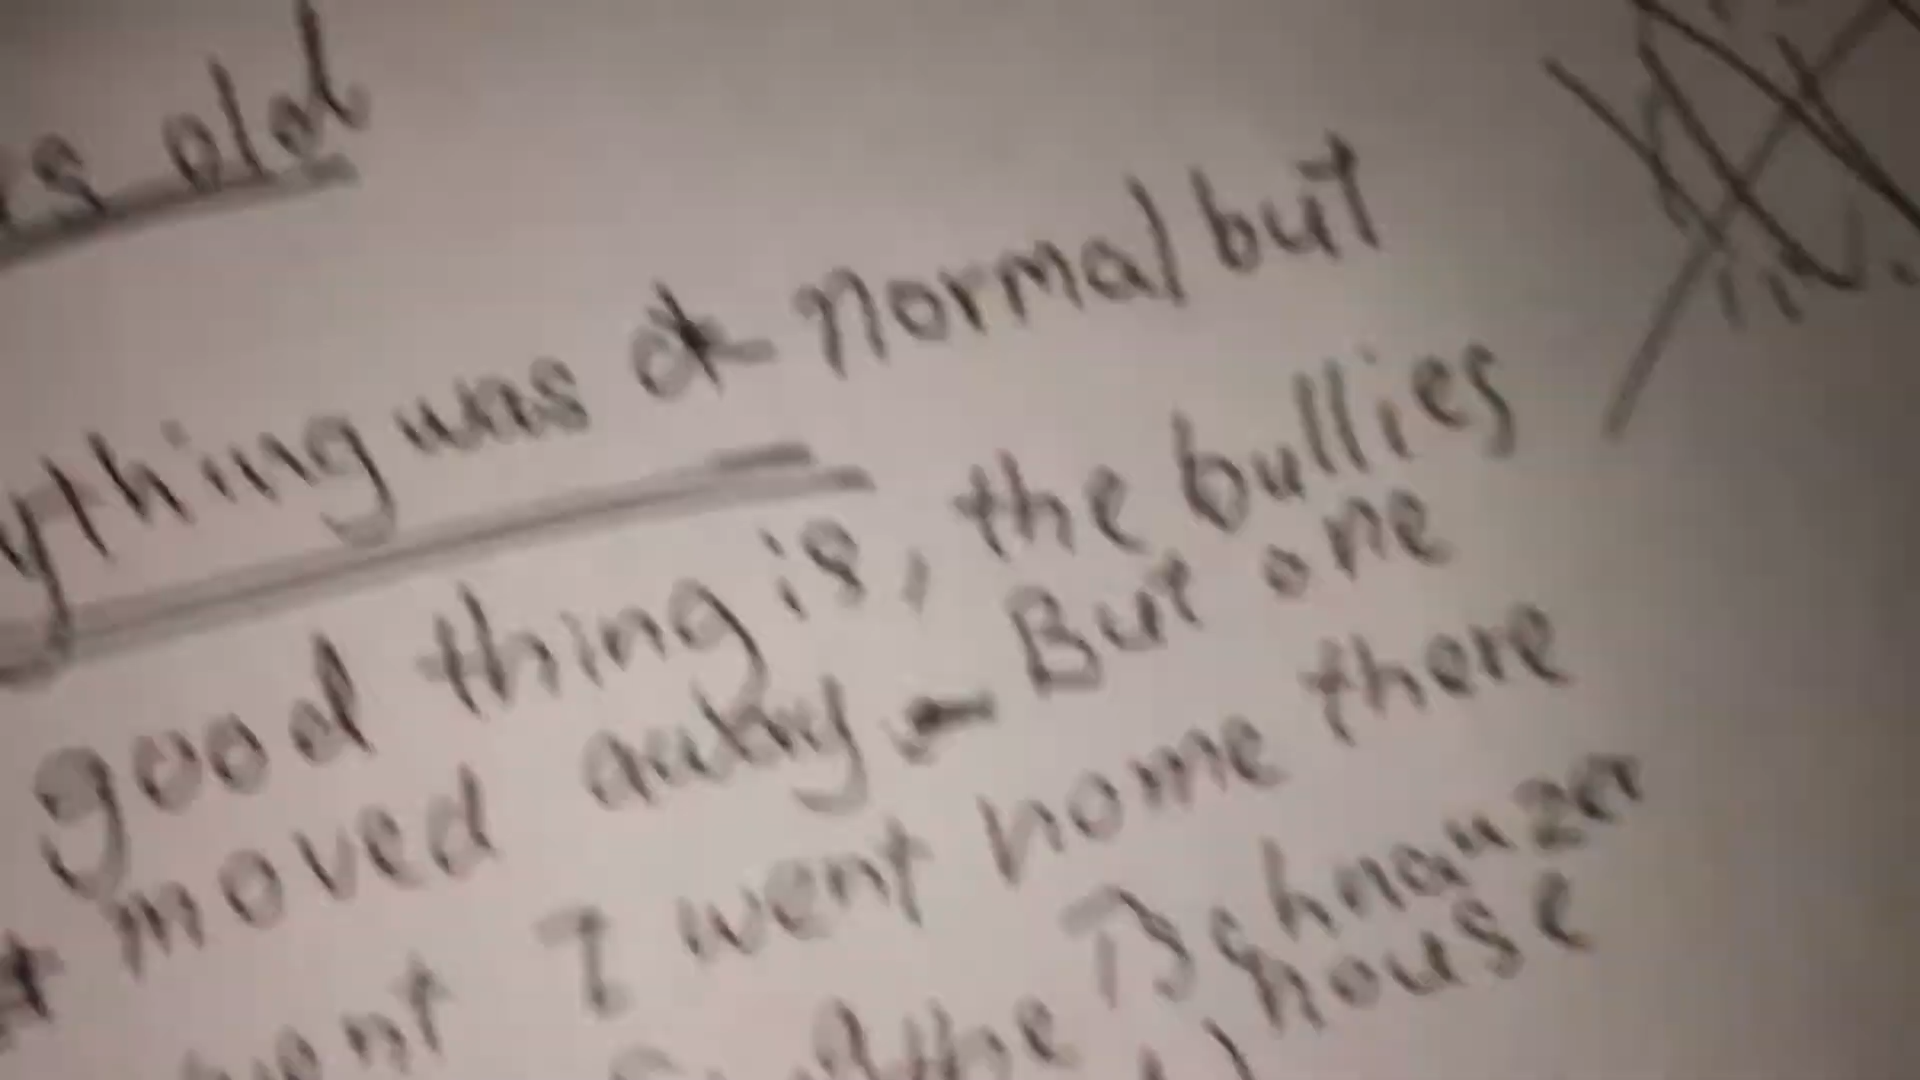 s old
ything was normal but
good thing is, the bullies
moved away - But one
I went home there
schnauzer
the house